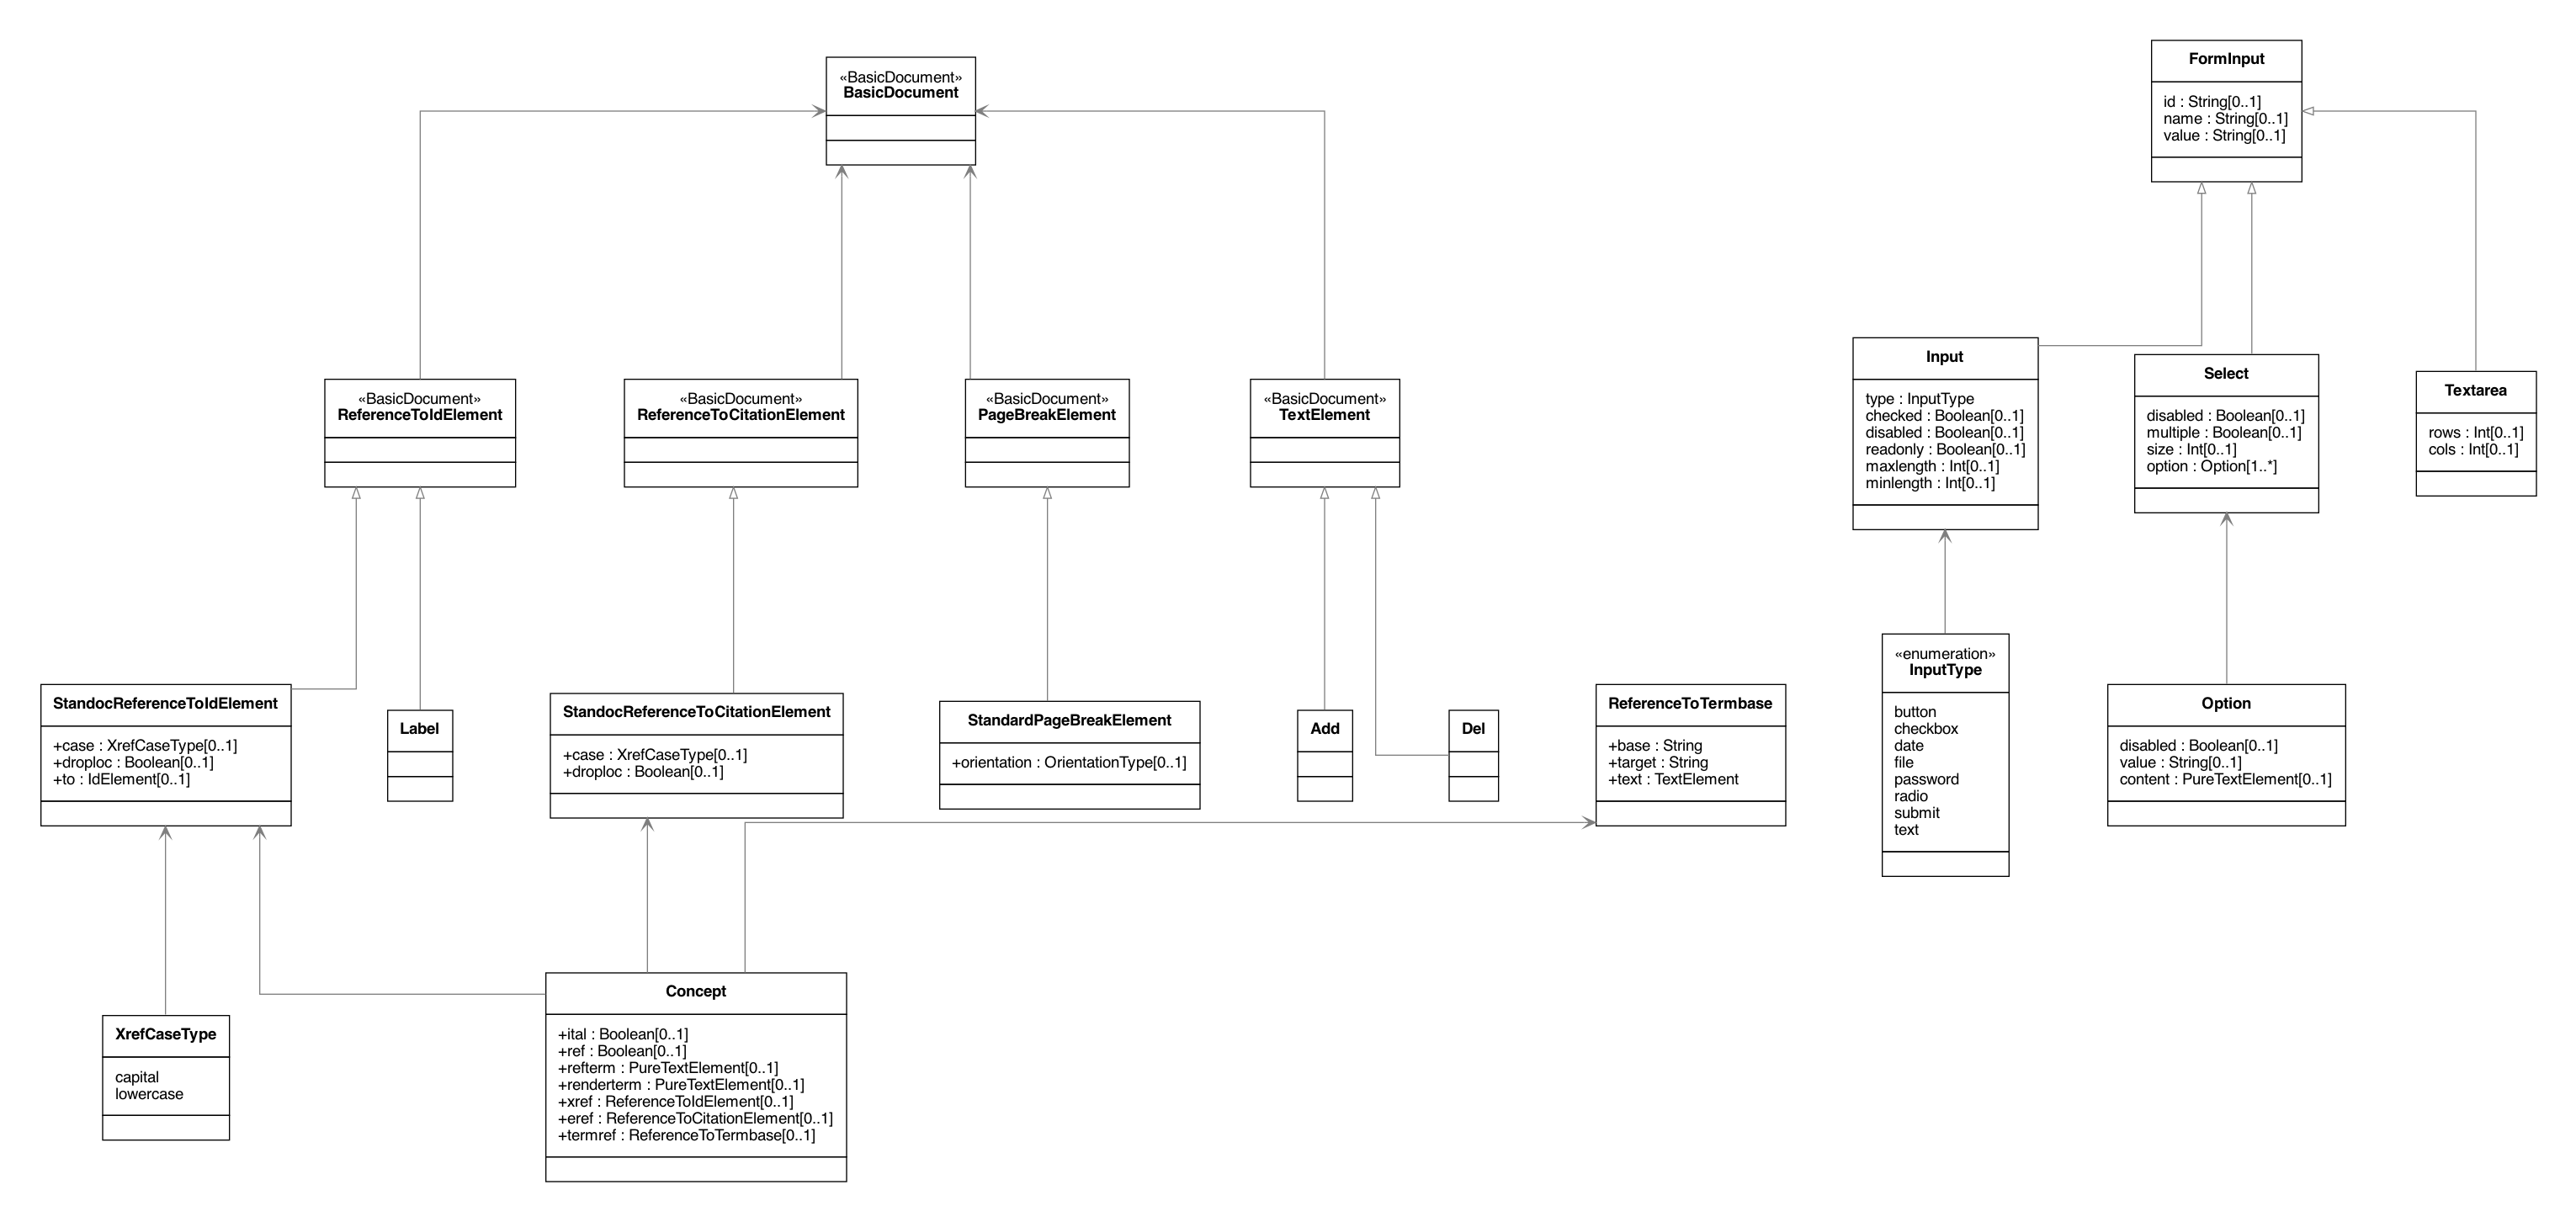 «BasicDocument»
BasicDocument
FormInput
id : String[0..1]
name : String[0..1]
value : String[0..1]
«BasicDocument»
ReferenceToIdElement
«BasicDocument»
ReferenceToCitationElement
«BasicDocument»
PageBreakElement
«BasicDocument»
TextElement
Input
type : InputType
checked : Boolean[0..1]
disabled : Boolean[0..1]
readonly : Boolean[0..1]
maxlength : Int[0..1]
minlength : Int[0..1]
Select
disabled : Boolean[0..1]
multiple : Boolean[0..1]
size : Int[0..1]
option : Option[1..*]
Textarea
rows : Int[0..1]
cols : Int[0..1]
StandocReferenceToIdElement
+case : XrefCaseType[0..1]
+droploc : Boolean[0..1]
+to : IdElement[0..1]
Label
StandocReferenceToCitationElement
+case : XrefCaseType[0..1]
+droploc : Boolean[0..1]
StandardPageBreakElement
+orientation : OrientationType[0..1]
Add
Del
ReferenceToTermbase
+base : String
+target : String
+text : TextElement
«enumeration»
InputType
button
checkbox
date
file
password
radio
submit
text
Option
disabled : Boolean[0..1]
value : String[0..1]
content : PureTextElement[0..1]
XrefCaseType
capital
lowercase
Concept
+ital : Boolean[0..1]
+ref : Boolean[0..1]
+refterm : PureTextElement[0..1]
+renderterm : PureTextElement[0..1]
+xref : ReferenceToIdElement[0..1]
+eref : ReferenceToCitationElement[0..1]
+termref : ReferenceToTermbase[0..1]